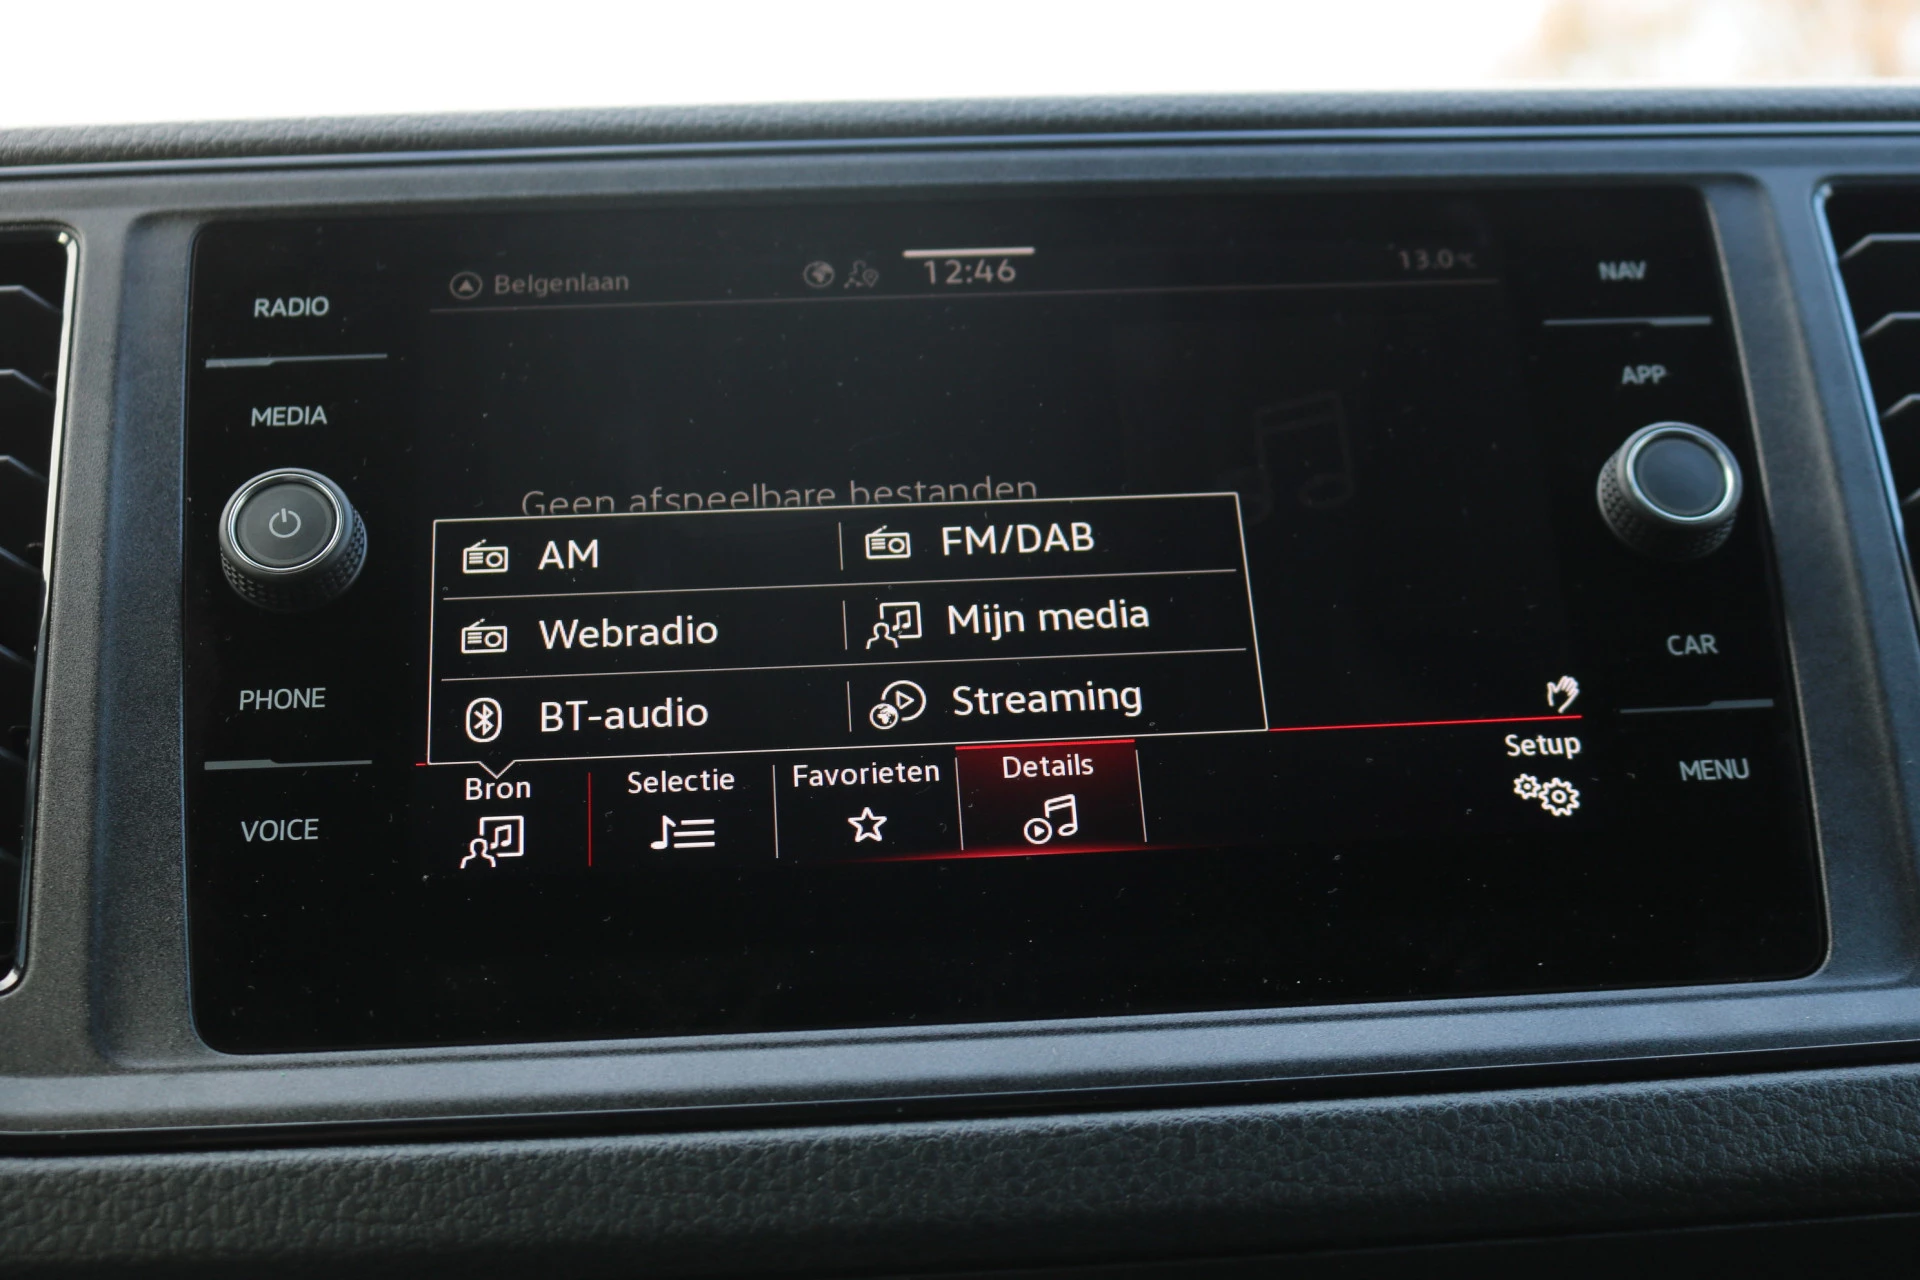 Belgenlaan
12:46
13.0°C
RADIO
MEDIA
PHONE
VOICE
Geen afspeelbare bestanden
AM
FM/DAB
Webradio
Mijn media
BT-audio
Streaming
Bron
Selectie
Favorieten
Details
Setup
NAV
APP
CAR
MENU